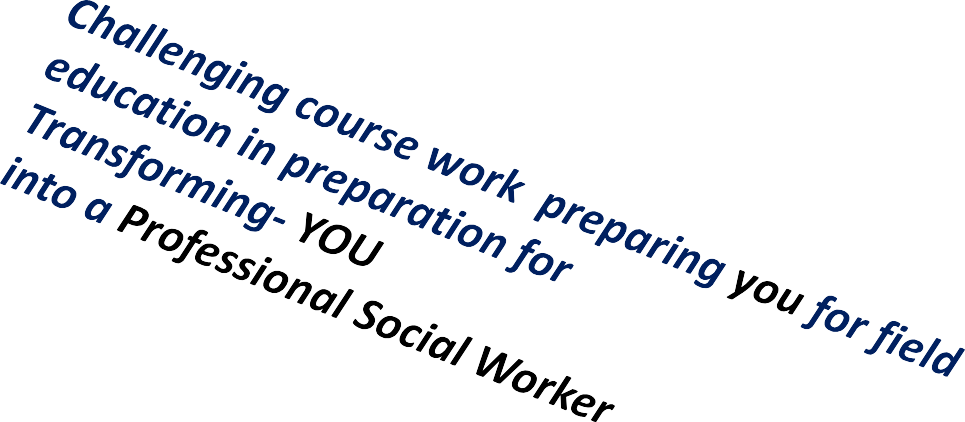 Challenging course work preparing you for field
education in preparation for
Transforming- YOU
into a Professional Social Worker